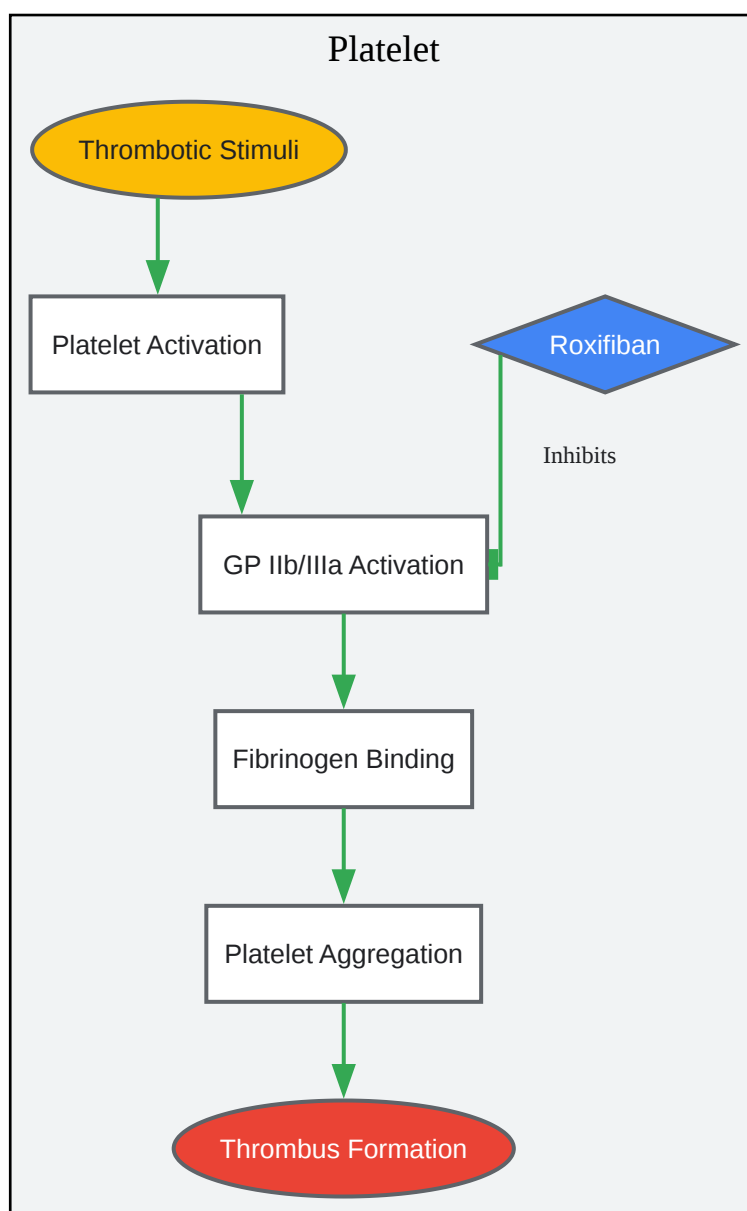 Platelet
Thrombotic Stimuli
Platelet Activation
Roxifiban
Inhibits
GP IIb/IIIa Activation
Fibrinogen Binding
Platelet Aggregation
Thrombus Formation